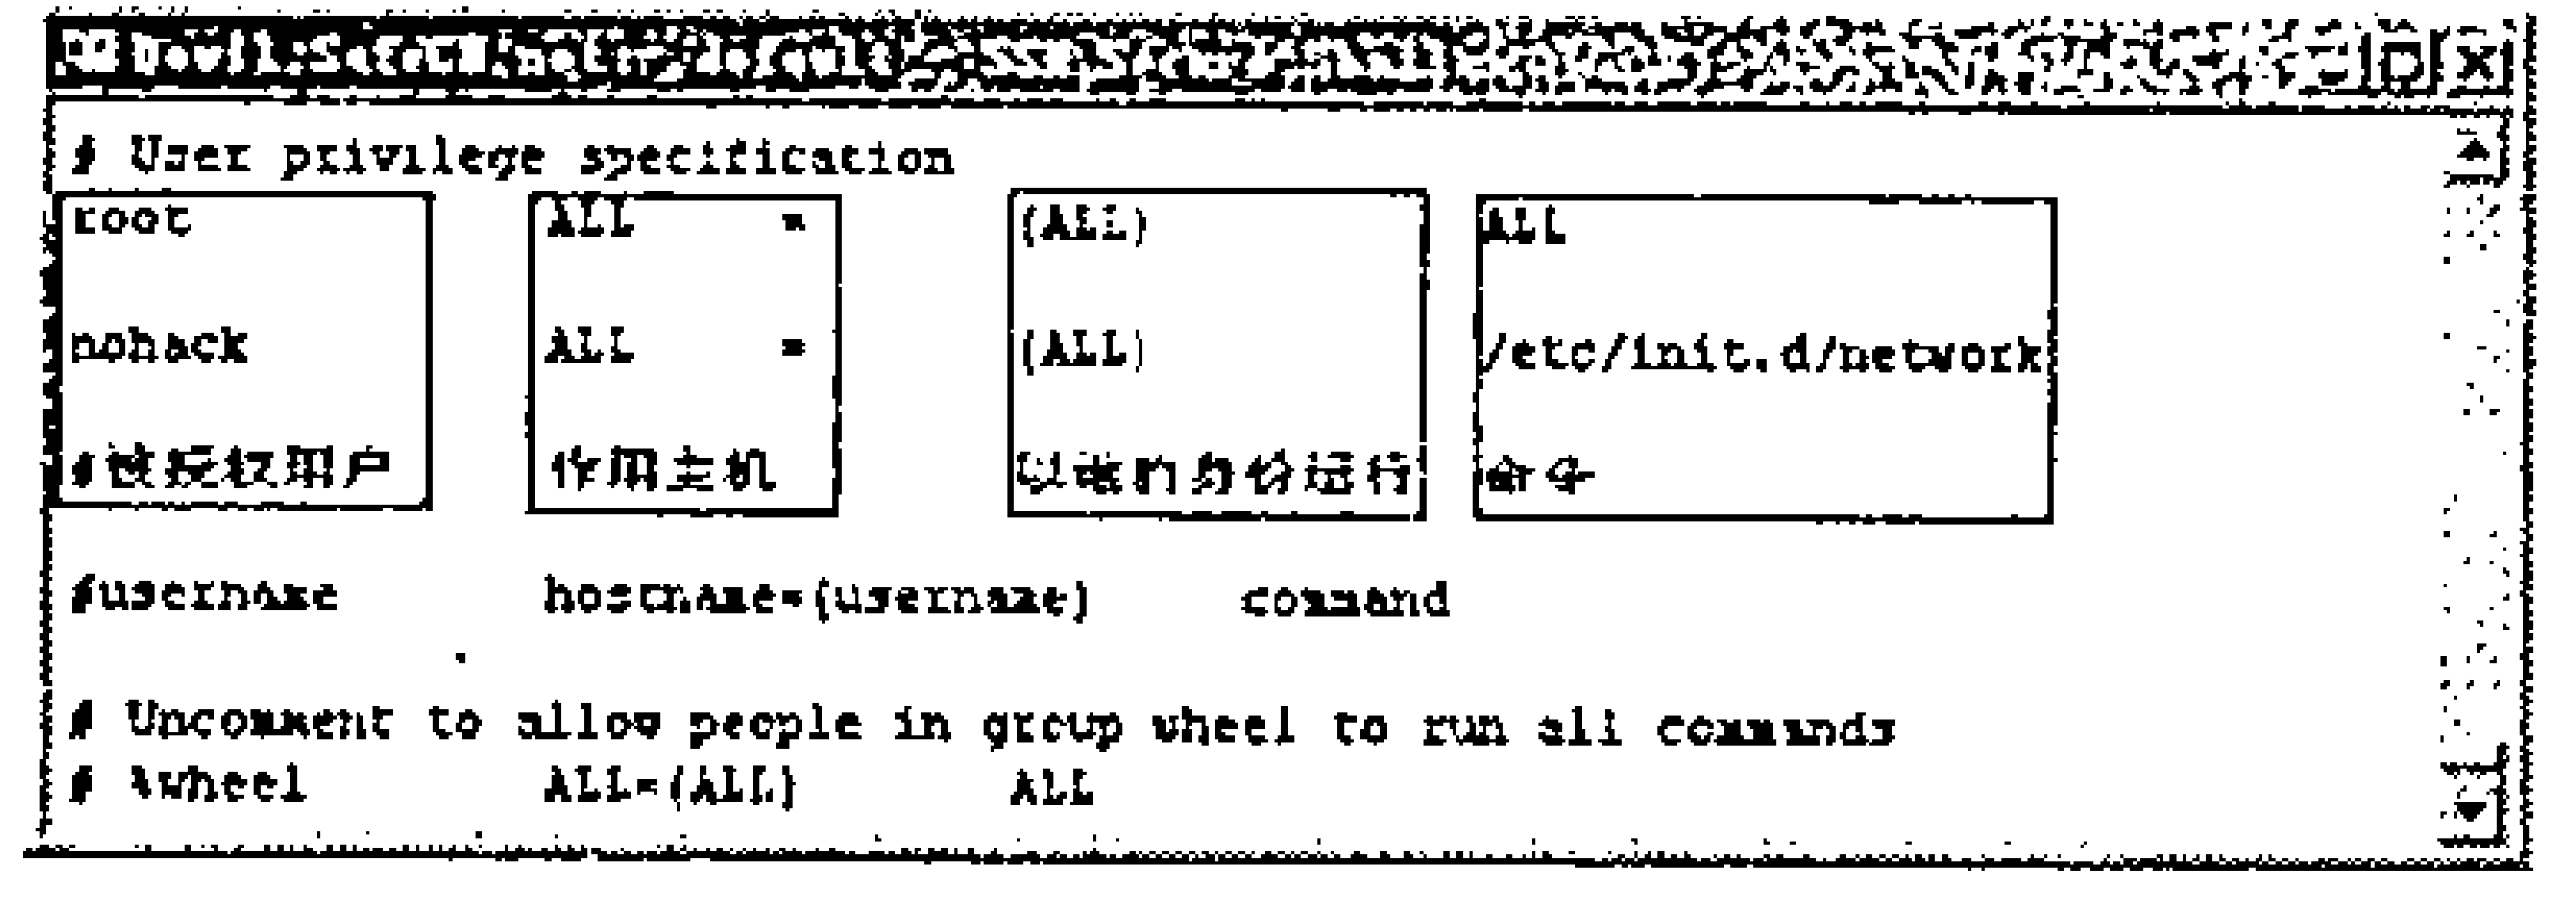 # User privilege specification
root ALL = (ALL) ALL
nohack ALL = (ALL) /etc/init.d/network
#被授权用户 作用主机 以谁的身份运行 命令
#username hostname=(username) command
# Uncomment to allow people in group wheel to run all commands
# %wheel ALL=(ALL) ALL